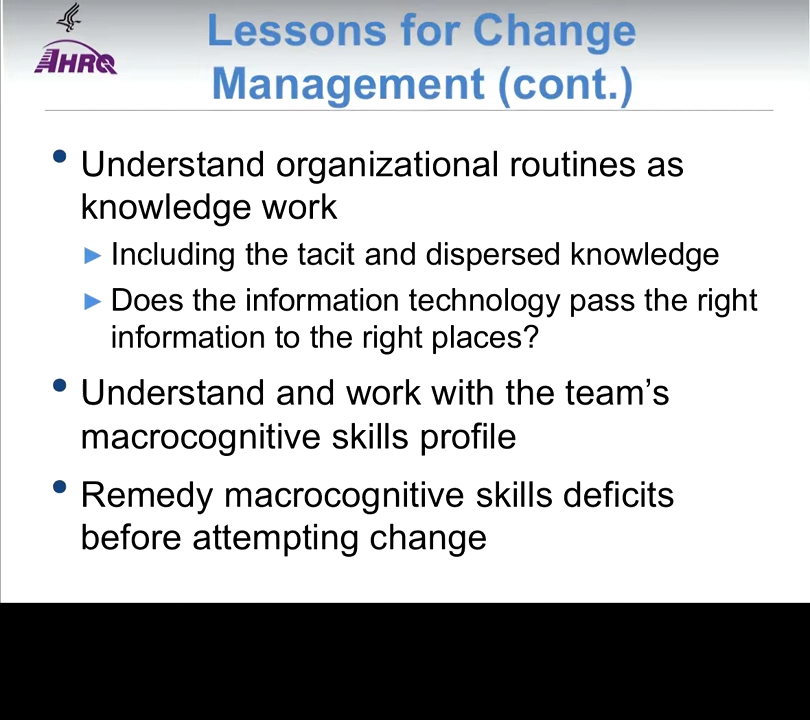 AHRQ
Lessons for Change
Management (cont.)
• Understand organizational routines as
knowledge work
► Including the tacit and dispersed knowledge
► Does the information technology pass the right
information to the right places?
• Understand and work with the team’s
macrocognitive skills profile
• Remedy macrocognitive skills deficits
before attempting change